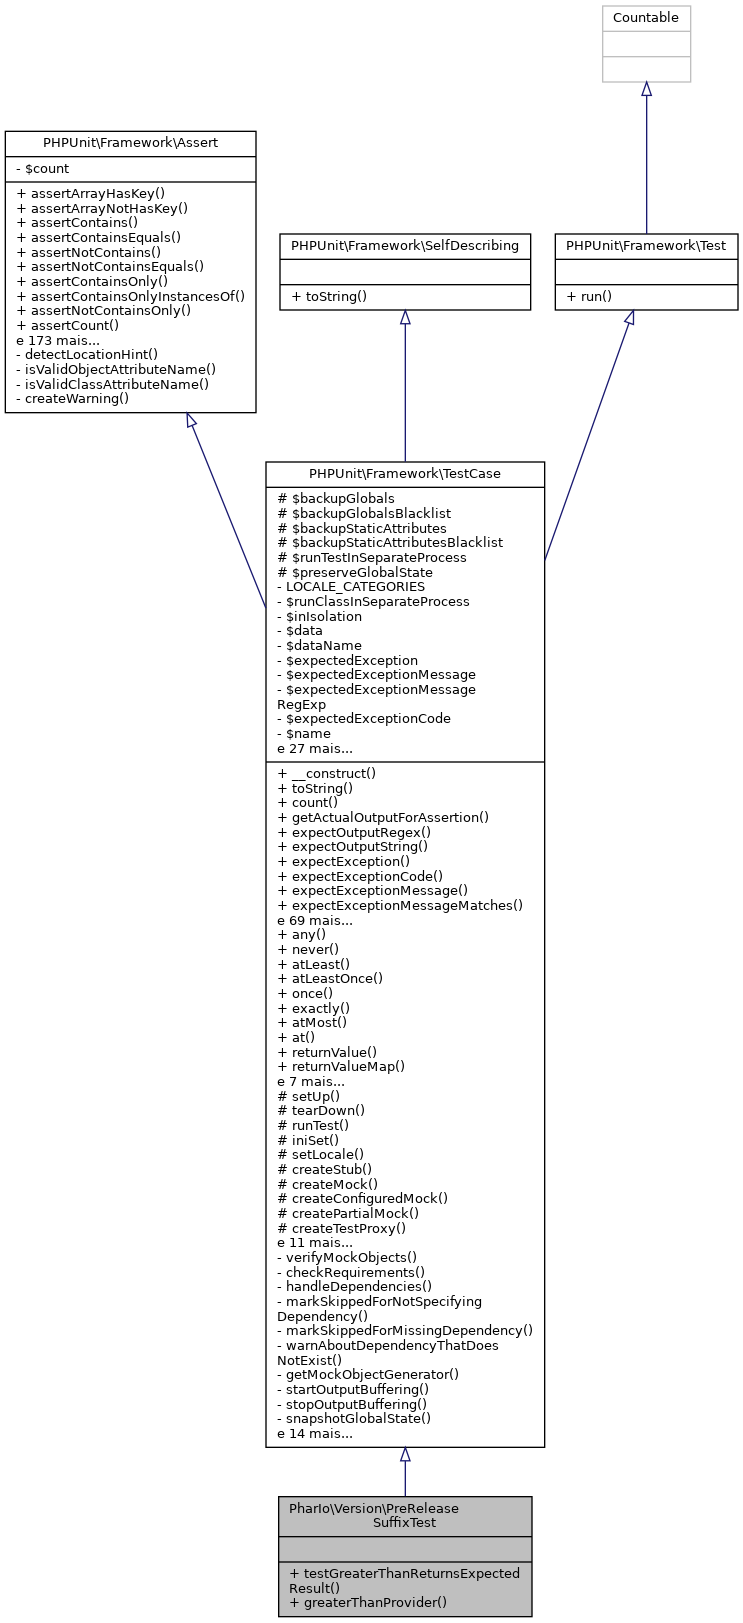 Countable
PHPUnit\Framework\Assert
- $count
+ assertArrayHasKey()
+ assertArrayNotHasKey()
+ assertContains()
+ assertContainsEquals()
+ assertNotContains()
+ assertNotContainsEquals()
+ assertContainsOnly()
+ assertContainsOnlyInstancesOf()
+ assertNotContainsOnly()
+ assertCount()
e 173 mais...
- detectLocationHint()
- isValidObjectAttributeName()
- isValidClassAttributeName()
- createWarning()
PHPUnit\Framework\SelfDescribing
+ toString()
PHPUnit\Framework\Test
+ run()
PHPUnit\Framework\TestCase
# $backupGlobals
# $backupGlobalsBlacklist
# $backupStaticAttributes
# $backupStaticAttributesBlacklist
# $runTestInSeparateProcess
# $preserveGlobalState
- LOCALE_CATEGORIES
- $runClassInSeparateProcess
- $inIsolation
- $data
- $dataName
- $expectedException
- $expectedExceptionMessage
- $expectedExceptionMessage
RegExp
- $expectedExceptionCode
- $name
e 27 mais...
+ __construct()
+ toString()
+ count()
+ getActualOutputForAssertion()
+ expectOutputRegex()
+ expectOutputString()
+ expectException()
+ expectExceptionCode()
+ expectExceptionMessage()
+ expectExceptionMessageMatches()
e 69 mais...
+ any()
+ never()
+ atLeast()
+ atLeastOnce()
+ once()
+ exactly()
+ atMost()
+ at()
+ returnValue()
+ returnValueMap()
e 7 mais...
# setUp()
# tearDown()
# runTest()
# iniSet()
# setLocale()
# createStub()
# createMock()
# createConfiguredMock()
# createPartialMock()
# createTestProxy()
e 11 mais...
- verifyMockObjects()
- checkRequirements()
- handleDependencies()
- markSkippedForNotSpecifying
Dependency()
- markSkippedForMissingDependency()
- warnAboutDependencyThatDoes
NotExist()
- getMockObjectGenerator()
- startOutputBuffering()
- stopOutputBuffering()
- snapshotGlobalState()
e 14 mais...
PharIo\Version\PreRelease
SuffixTest
+ testGreaterThanReturnsExpected
Result()
+ greaterThanProvider()